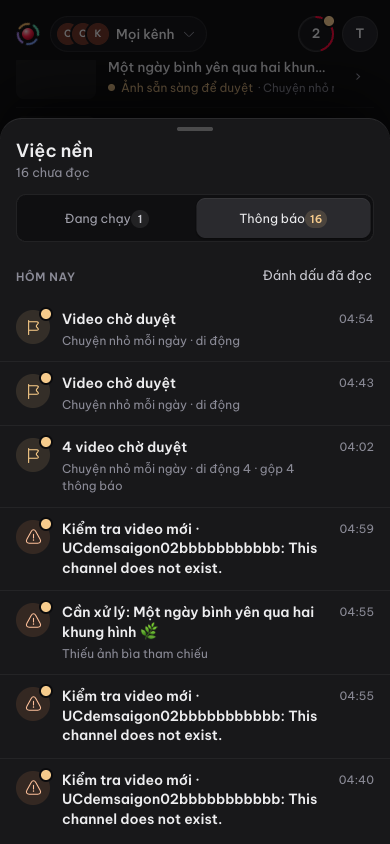 C C K Mọi kênh
2
T
Một ngày bình yên qua hai khun...
Ảnh sẵn sàng để duyệt · Chuyện nhỏ
Việc nền
16 chưa đọc
Đang chạy 1
Thông báo 16
HÔM NAY
Đánh dấu đã đọc
Video chờ duyệt
04:54
Chuyện nhỏ mỗi ngày · di động
Video chờ duyệt
04:43
Chuyện nhỏ mỗi ngày · di động
4 video chờ duyệt
04:02
Chuyện nhỏ mỗi ngày · di động 4 · gộp 4
thông báo
Kiểm tra video mới ·
04:59
UCdemsaigon02bbbbbbbbbbb: This
channel does not exist.
Cần xử lý: Một ngày bình yên qua hai
04:55
khung hình 🌿
Thiếu ảnh bìa tham chiếu
Kiểm tra video mới ·
04:55
UCdemsaigon02bbbbbbbbbbb: This
channel does not exist.
Kiểm tra video mới ·
04:40
UCdemsaigon02bbbbbbbbbbb: This
channel does not exist.